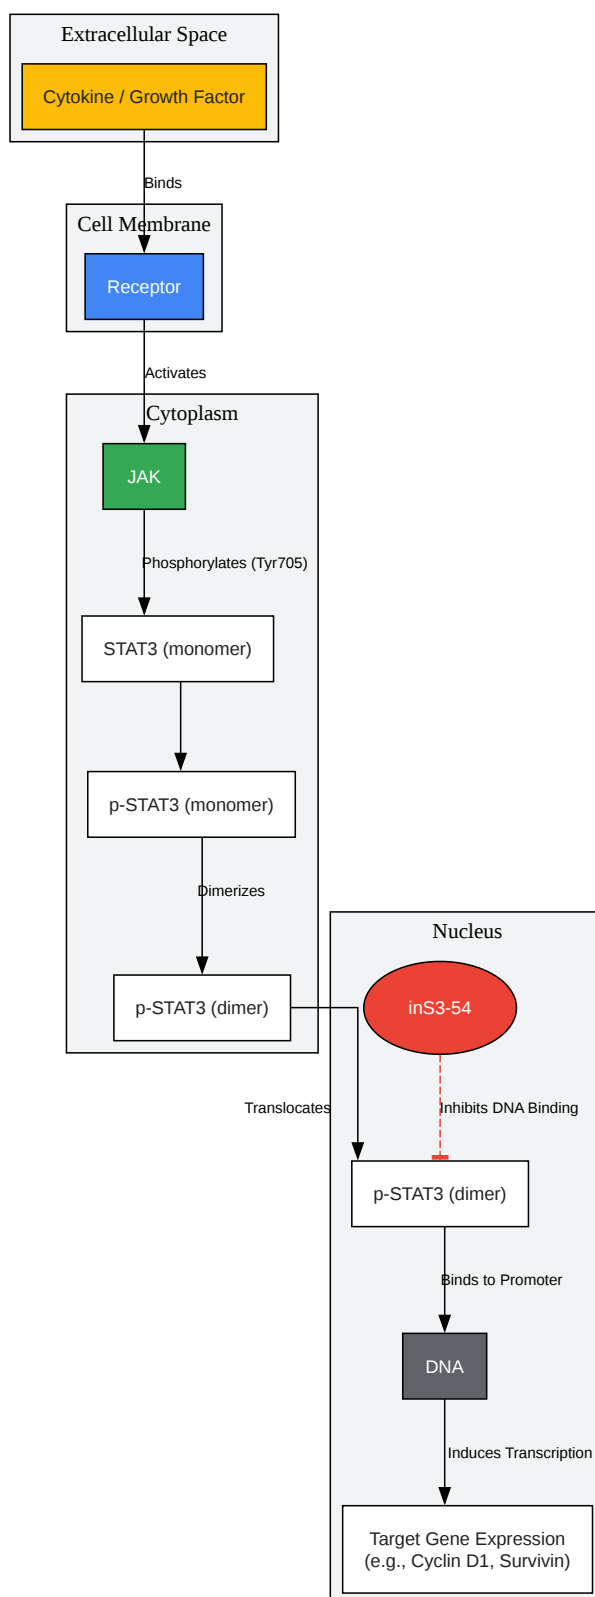 Extracellular Space
Cytokine / Growth Factor
Binds
Cell Membrane
Receptor
Activates
Cytoplasm
JAK
Phosphorylates (Tyr705)
STAT3 (monomer)
p-STAT3 (monomer)
Dimerizes
p-STAT3 (dimer)
Nucleus
inS3-54
Translocates
Inhibits DNA Binding
p-STAT3 (dimer)
Binds to Promoter
DNA
Induces Transcription
Target Gene Expression
(e.g., Cyclin D1, Survivin)